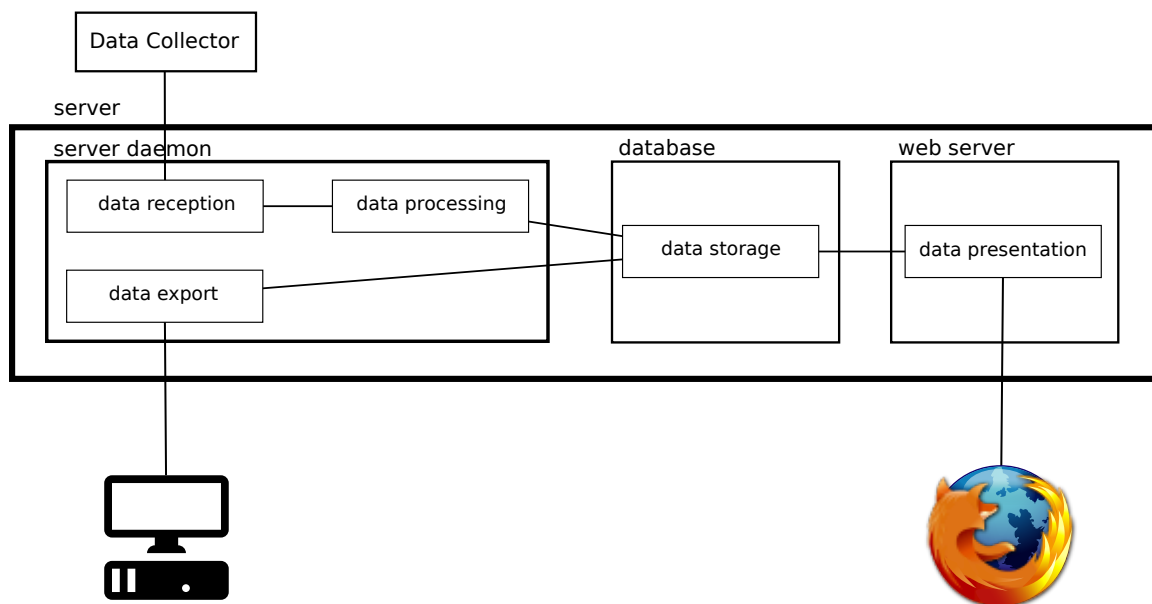 Data Collector
server
server daemon
database
web server
data reception
data processing
data storage
data presentation
data export